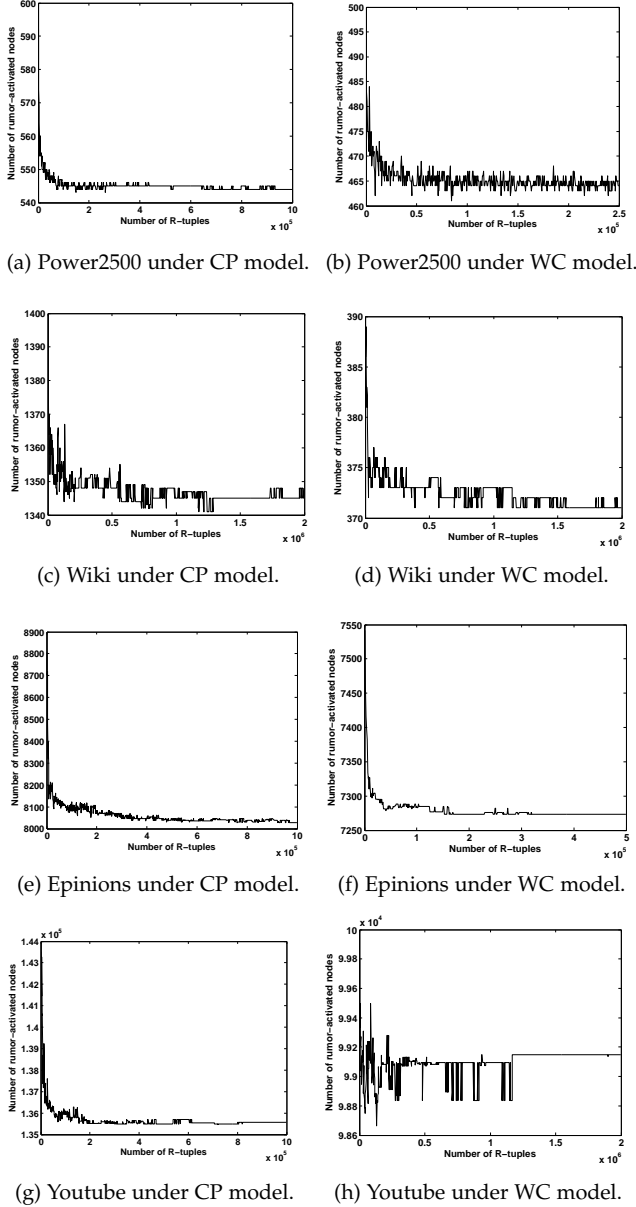 600
590
580
570
560
550
540
0 2 4 6 8 10
x 10^5
Number of R−tuples
Number of rumor−activated nodes
500
495
490
485
480
475
470
465
460
0 0.5 1 1.5 2 2.5
x 10^5
Number of R−tuples
Number of rumor−activated nodes
(a) Power2500 under CP model.
(b) Power2500 under WC model.
1400
1390
1380
1370
1360
1350
1340
0 0.5 1 1.5 2
x 10^6
Number of R−tuples
Number of rumor−activated nodes
390
385
380
375
370
0 0.5 1 1.5 2
x 10^6
Number of R−tuples
Number of rumor−activated nodes
(c) Wiki under CP model.
(d) Wiki under WC model.
8900
8800
8700
8600
8500
8400
8300
8200
8100
8000
0 2 4 6 8 10
x 10^5
Number of R−tuples
Number of rumor−activated nodes
7550
7500
7450
7400
7350
7300
7250
0 1 2 3 4 5
x 10^5
Number of R−tuples
Number of rumor−activated nodes
(e) Epinions under CP model.
(f) Epinions under WC model.
x 10^5
1.44
1.43
1.42
1.41
1.4
1.39
1.38
1.37
1.36
1.35
0 2 4 6 8 10
x 10^5
Number of R−tuples
Number of rumor−activated nodes
x 10^4
10
9.98
9.96
9.94
9.92
9.9
9.88
9.86
0 0.5 1 1.5 2
x 10^6
Number of R−tuples
Number of rumor−activated nodes
(g) Youtube under CP model.
(h) Youtube under WC model.